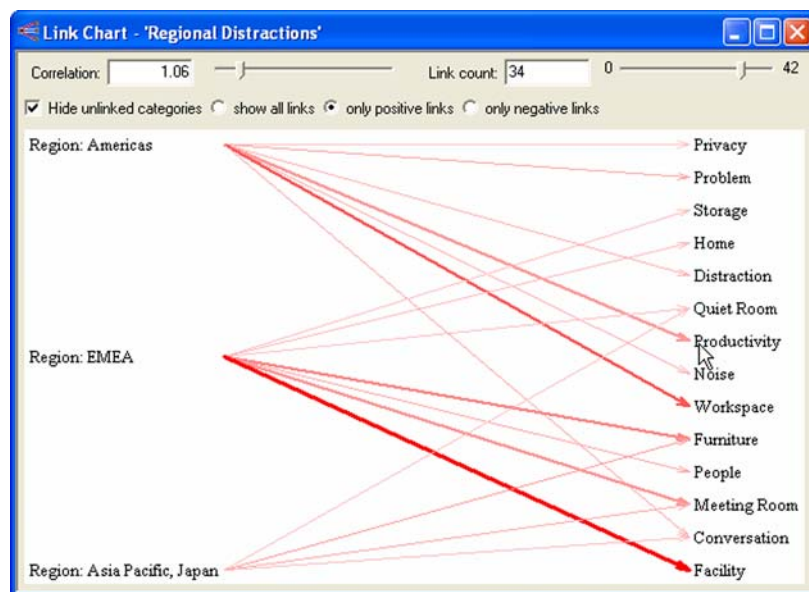 Link Chart - 'Regional Distractions'
Correlation: 1.06 Link count: 34 0 42
Hide unlinked categories show all links only positive links only negative links
Region: Americas Privacy
Problem
Storage
Home
Distraction
Quiet Room
Productivity
Region: EMEA
Noise
Workspace
Furniture
People
Meeting Room
Conversation
Region: Asia Pacific, Japan Facility